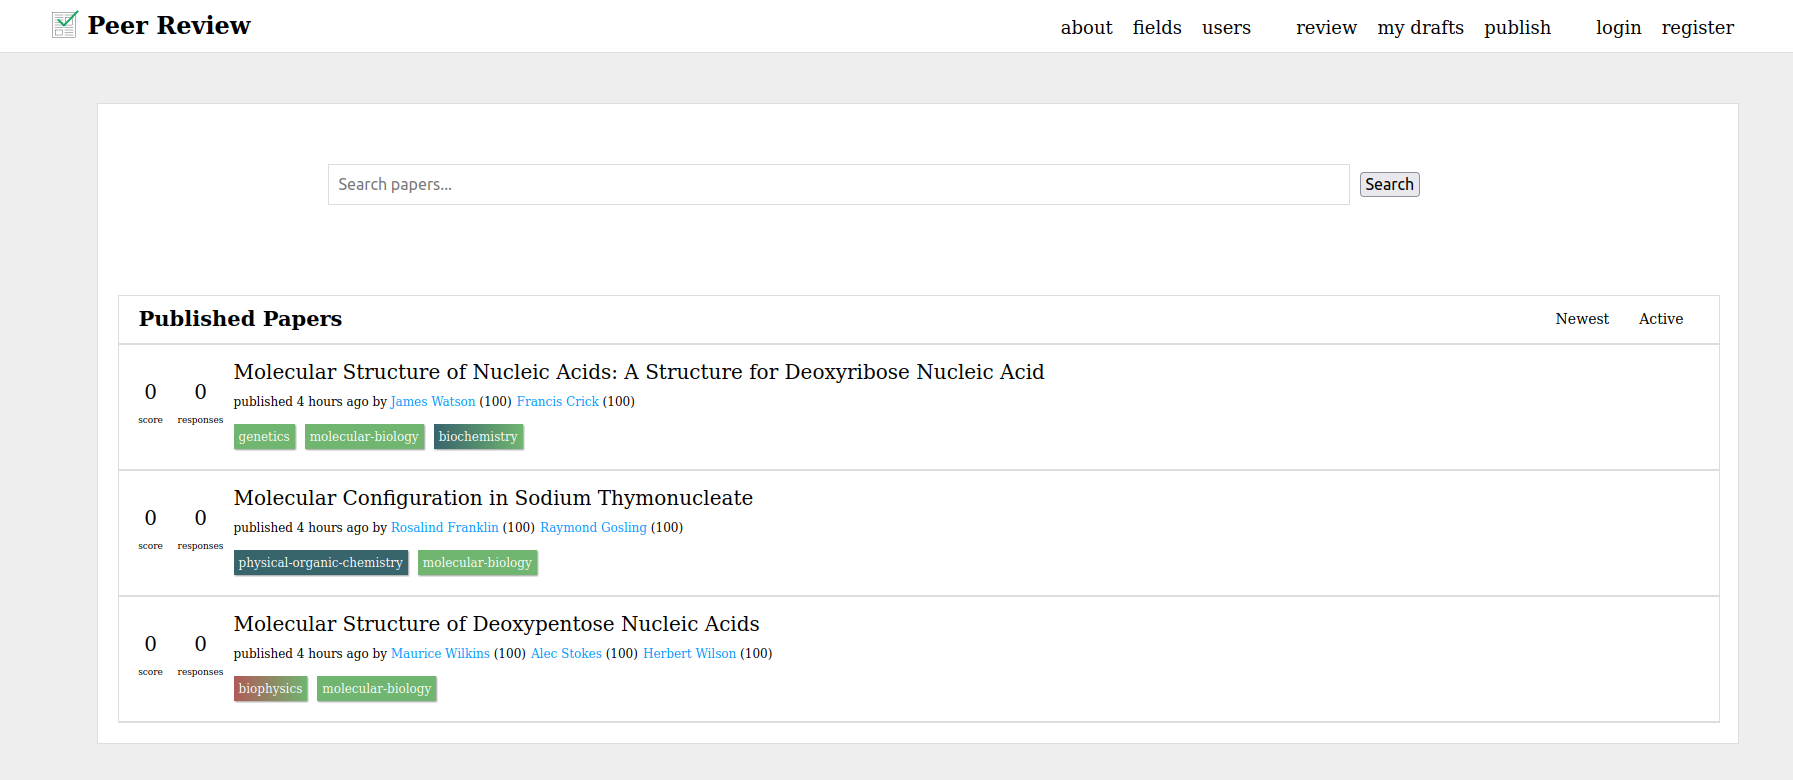 Peer Review
about fields users review my drafts publish login register
Search papers...
Search
Published Papers
Newest Active
Molecular Structure of Nucleic Acids: A Structure for Deoxyribose Nucleic Acid
0 0
published 4 hours ago by James Watson (100) Francis Crick (100)
score responses
genetics molecular-biology biochemistry
Molecular Configuration in Sodium Thymonucleate
0 0
published 4 hours ago by Rosalind Franklin (100) Raymond Gosling (100)
score responses
physical-organic-chemistry molecular-biology
Molecular Structure of Deoxypentose Nucleic Acids
0 0
published 4 hours ago by Maurice Wilkins (100) Alec Stokes (100) Herbert Wilson (100)
score responses
biophysics molecular-biology